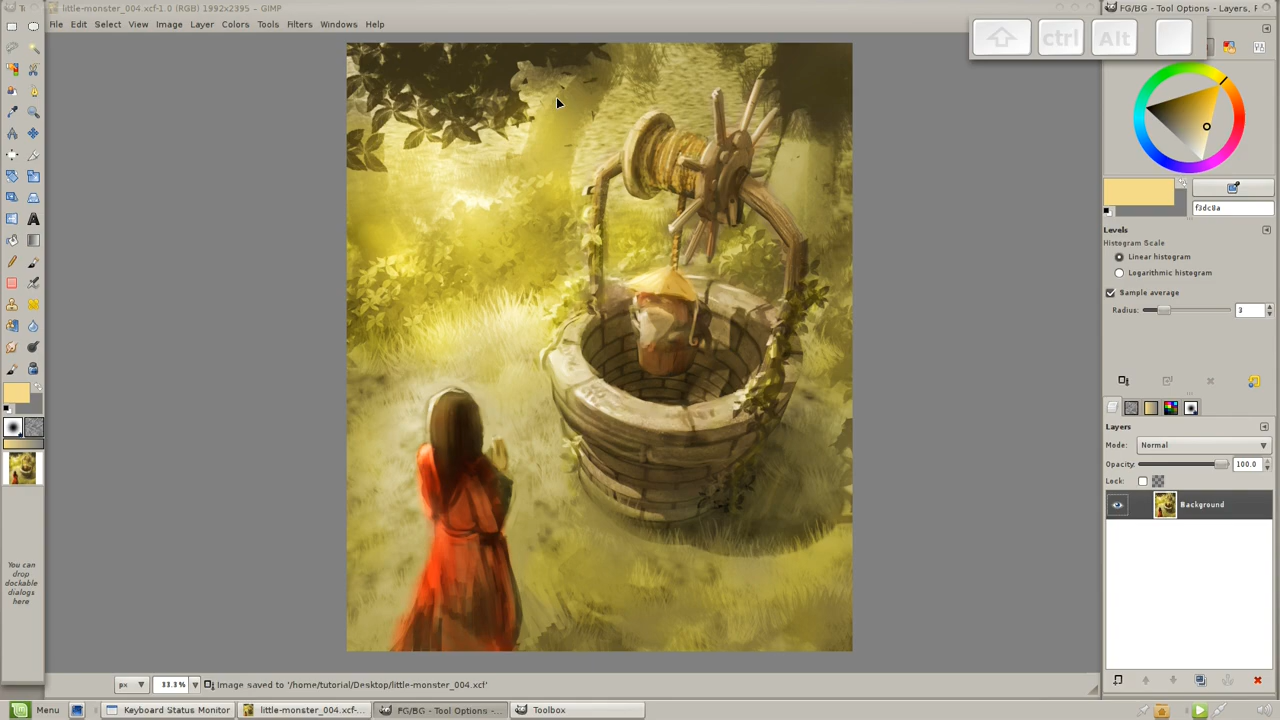 little-monster_004.xcf-1.0 (RGB) 1992x2395 – GIMP
FG/BG - Tool Options - Layers,
File Edit Select View Image Layer Colors Tools Filters Windows Help
ctrl
Alt
f3dc8a
Levels
Histogram Scale
Linear histogram
Logarithmic histogram
Sample average
Radius: 3
Layers
Mode: Normal
Opacity: 100.0
Lock:
Background
You can
drop
dockable
dialogs
here
px 33.3% Image saved to '/home/tutorial/Desktop/little-monster_004.xcf'
Menu Keyboard Status Monitor little-monster_004.xcf-... FG/BG - Tool Options -... Toolbox